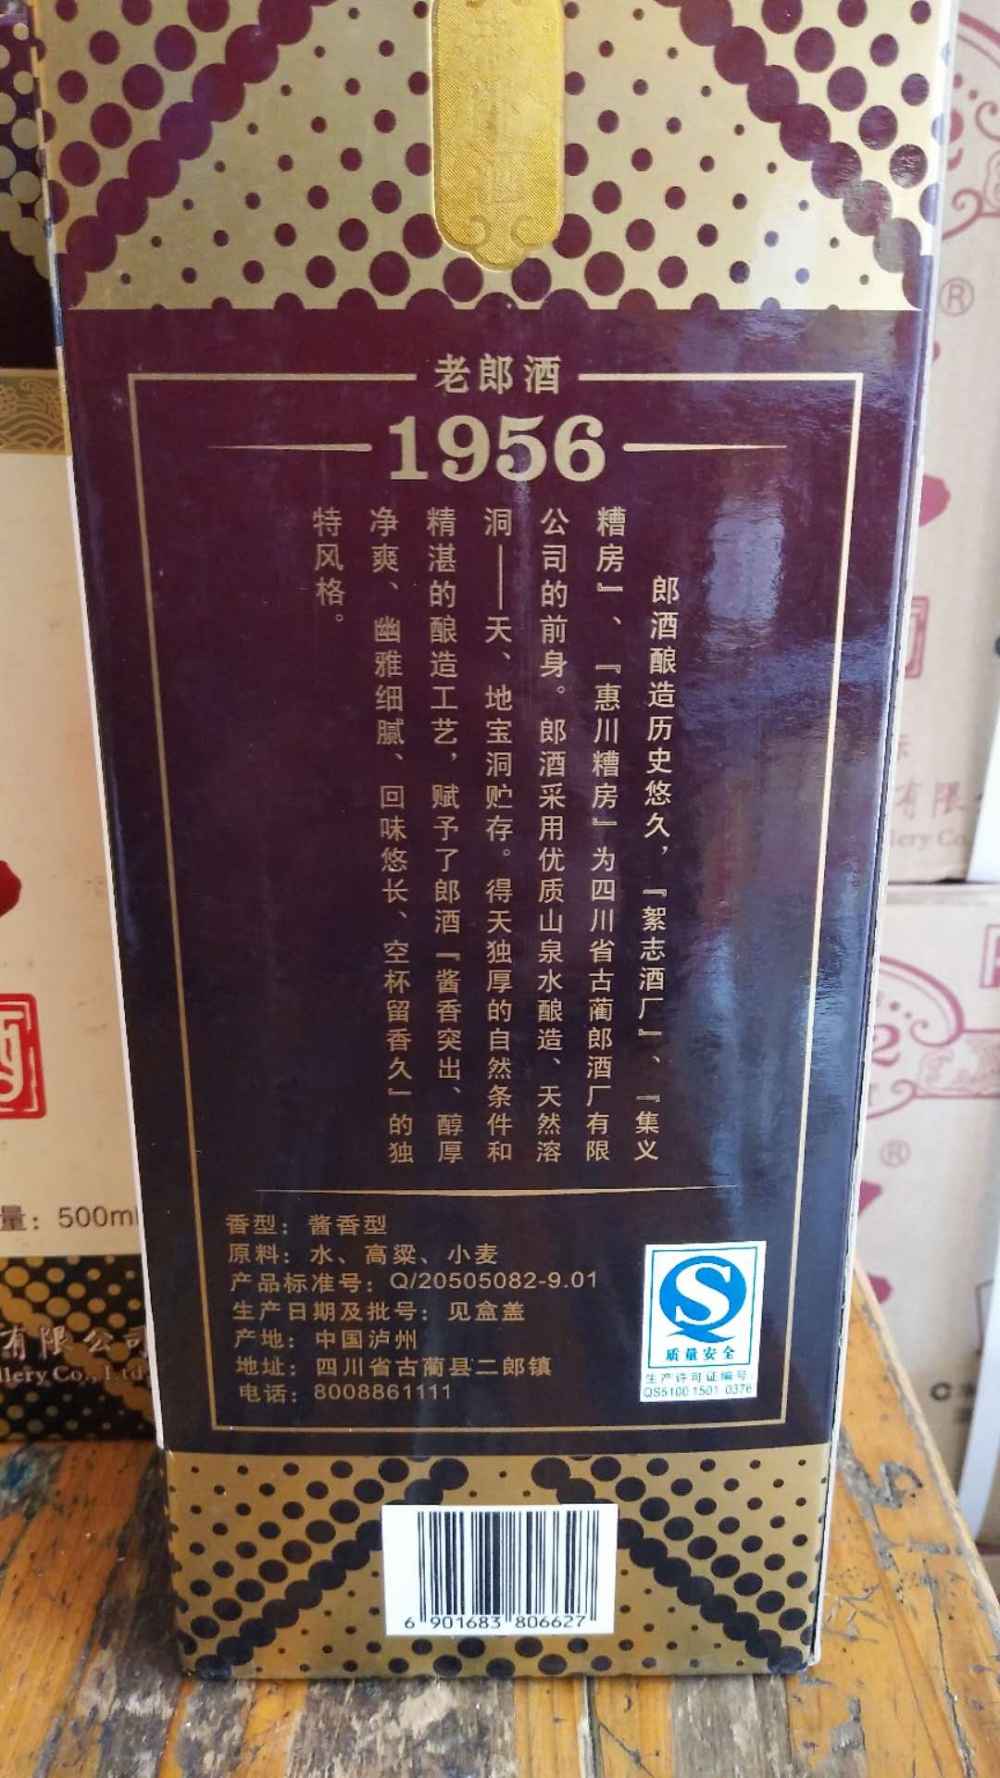 老郎酒
1956
郎酒酿造历史悠久，『絮志酒厂』、『集义
糟房』、『惠川糟房』为四川省古蔺郎酒厂有限
公司的前身。郎酒采用优质山泉水酿造、天然溶
洞——天、地宝洞贮存。得天独厚的自然条件和
精湛的酿造工艺，赋予了郎酒『酱香突出、醇厚
净爽、幽雅细腻、回味悠长、空杯留香久』的独
特风格。
香型：酱香型
原料：水、高粱、小麦
产品标准号：Q/20505082-9.01
生产日期及批号：见盒盖
产地：中国泸州
地址：四川省古蔺县二郎镇
电话：8008861111
质量安全
生产许可证编号
QS5100 1501 0376
6 901683 806627
量：500ml
有限公司
llery Co., Ltd
有限
lery Co.